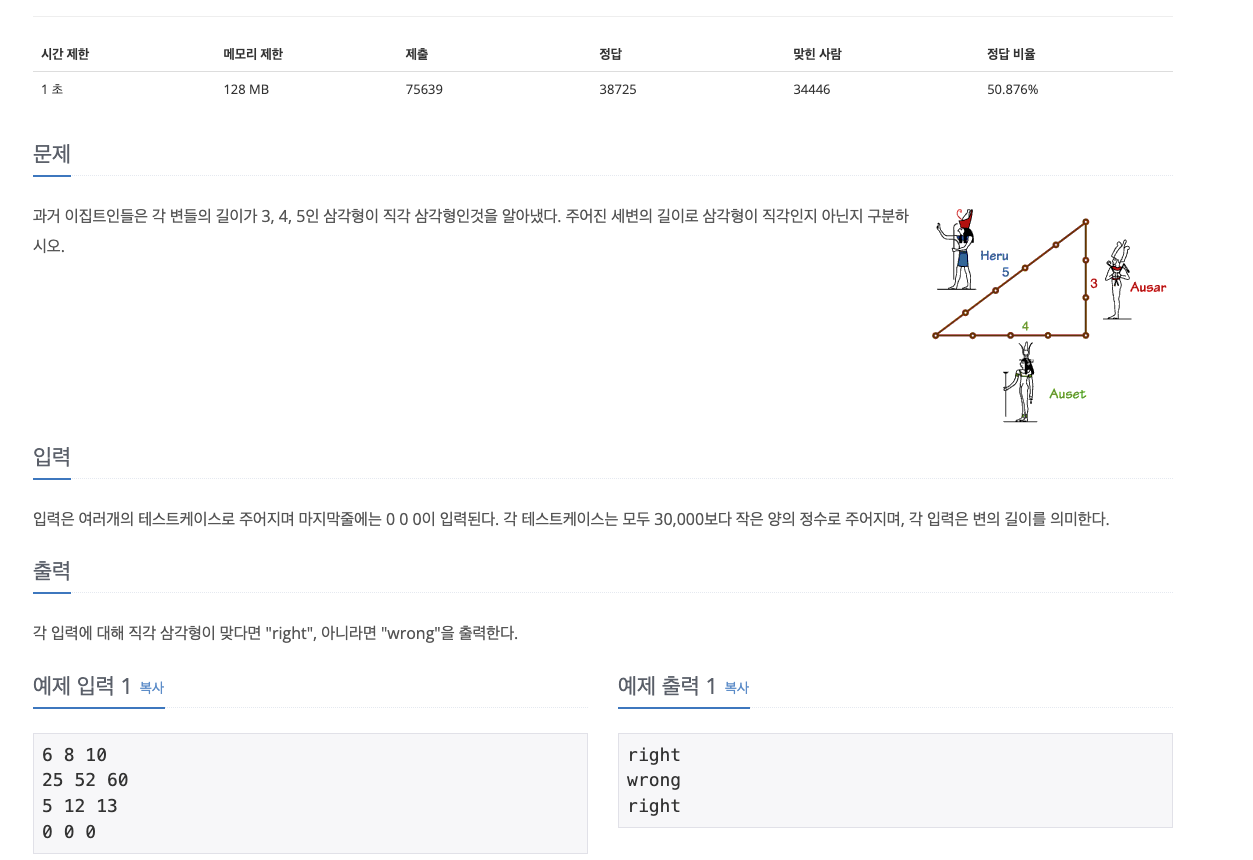 시간 제한 메모리 제한 제출 정답 맞힌 사람 정답 비율
1 초 128 MB 75639 38725 34446 50.876%
문제
과거 이집트인들은 각 변들의 길이가 3, 4, 5인 삼각형이 직각 삼각형인것을 알아냈다. 주어진 세변의 길이로 삼각형이 직각인지 아닌지 구분하
시오.
Heru
5
3
Ausar
4
Auset
입력
입력은 여러개의 테스트케이스로 주어지며 마지막줄에는 0 0 0이 입력된다. 각 테스트케이스는 모두 30,000보다 작은 양의 정수로 주어지며, 각 입력은 변의 길이를 의미한다.
출력
각 입력에 대해 직각 삼각형이 맞다면 "right", 아니라면 "wrong"을 출력한다.
예제 입력 1 복사
6 8 10
25 52 60
5 12 13
0 0 0
예제 출력 1 복사
right
wrong
right